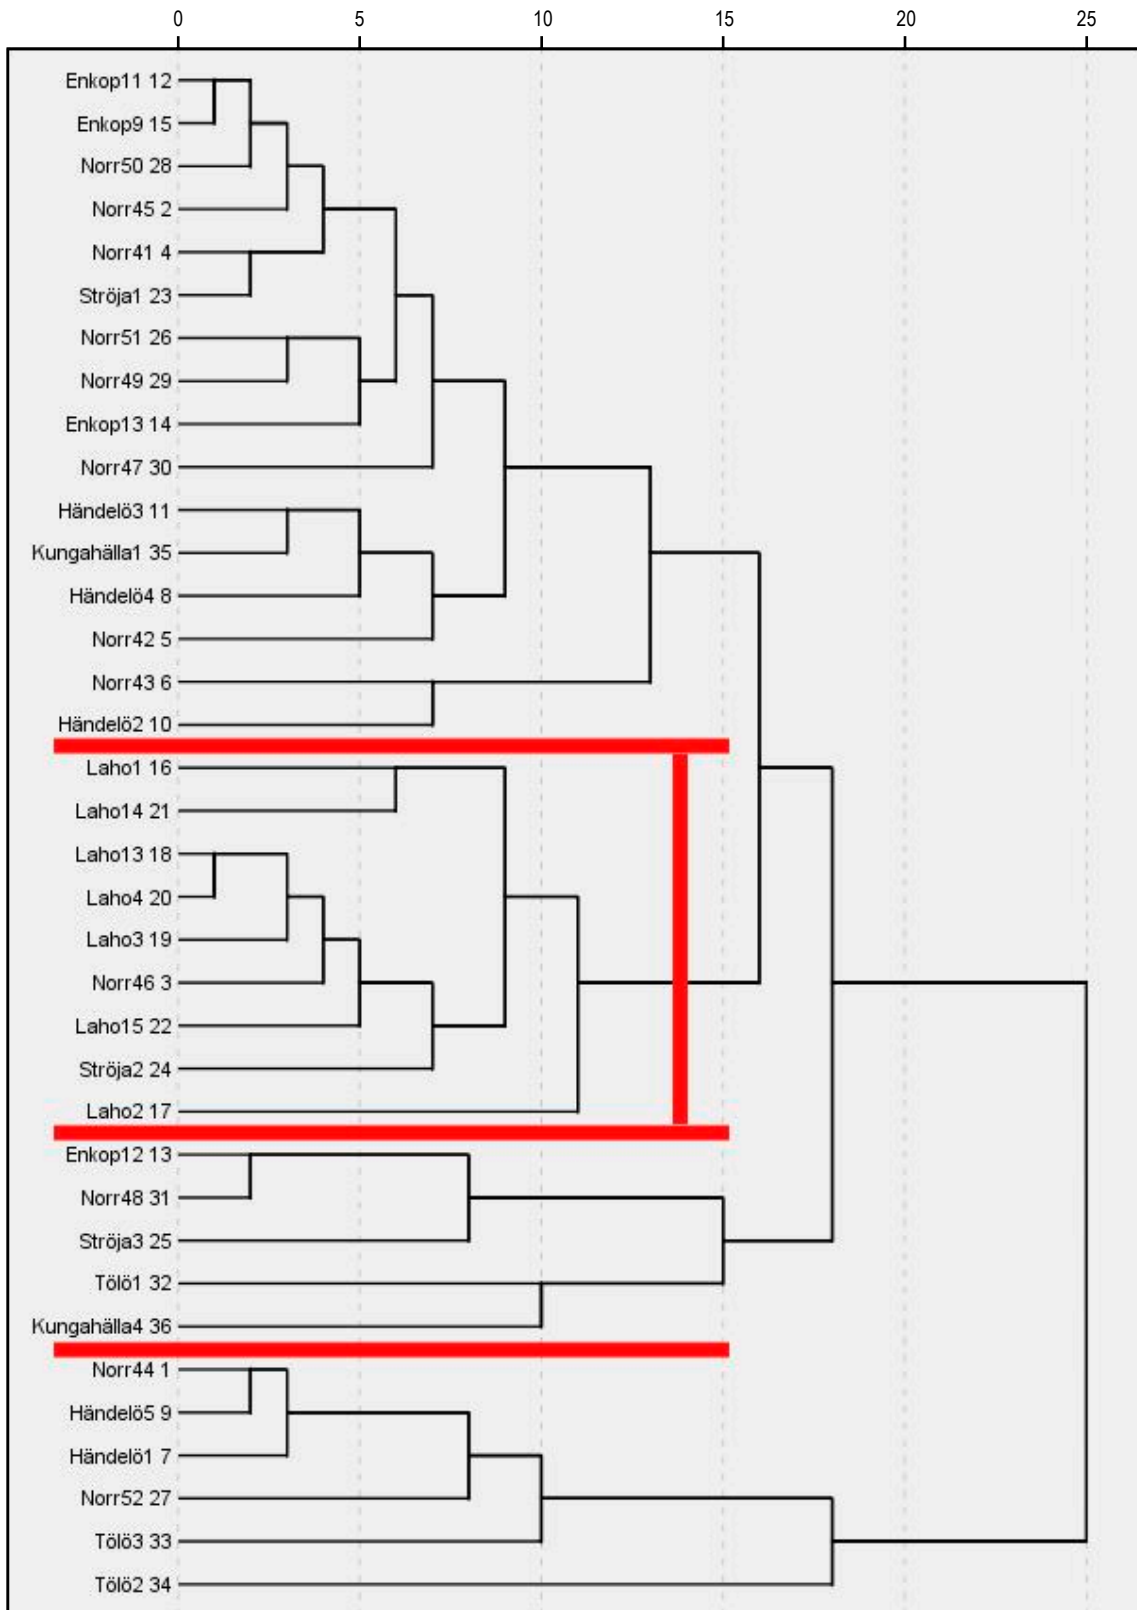 0 5 10 15 20 25
Enkop11 12
Enkop9 15
Norr50 28
Norr45 2
Norr41 4
Ströja1 23
Norr51 26
Norr49 29
Enkop13 14
Norr47 30
Händelö3 11
Kungahälla1 35
Händelö4 8
Norr42 5
Norr43 6
Händelö2 10
Laho1 16
Laho14 21
Laho13 18
Laho4 20
Laho3 19
Norr46 3
Laho15 22
Ströja2 24
Laho2 17
Enkop12 13
Norr48 31
Ströja3 25
Tölö1 32
Kungahälla4 36
Norr44 1
Händelö5 9
Händelö1 7
Norr52 27
Tölö3 33
Tölö2 34